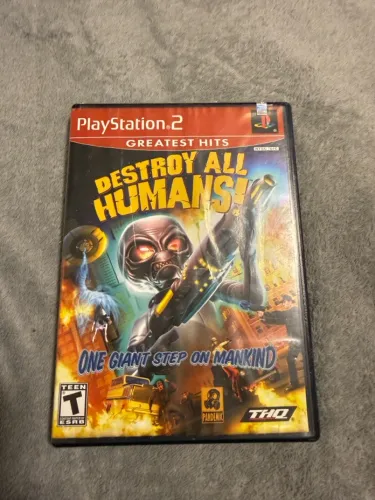 PlayStation®2
GREATEST HITS
DESTROY ALL
HUMANS!
ONE GIANT STEP ON MANKIND
TEEN
T
ESRB
PANDEMIC
THQ